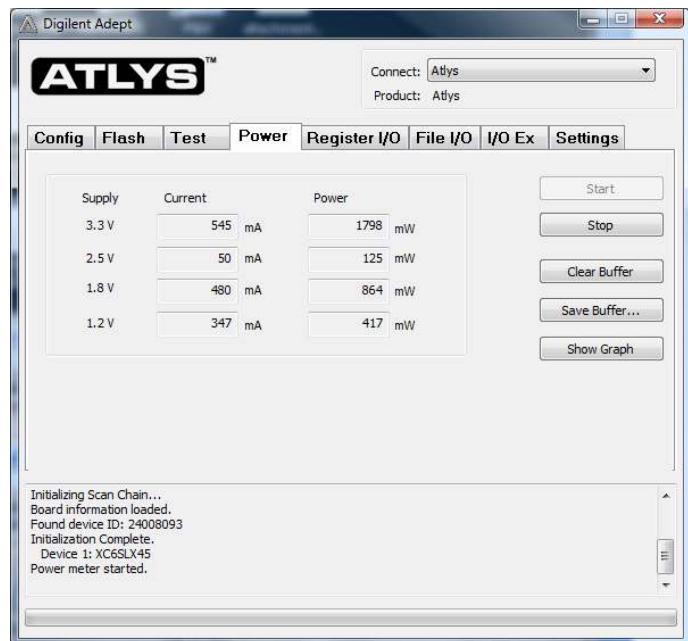 Digilent Adept
ATLYS™
Connect: Atlys
Product: Atlys
Config Flash Test Power Register I/O File I/O I/O Ex Settings
Supply Current Power
3.3 V 545 mA 1798 mW
2.5 V 50 mA 125 mW
1.8 V 480 mA 864 mW
1.2 V 347 mA 417 mW
Start
Stop
Clear Buffer
Save Buffer...
Show Graph
Initializing Scan Chain...
Board information loaded.
Found device ID: 24008093
Initialization Complete.
Device 1: XC6SLX45
Power meter started.